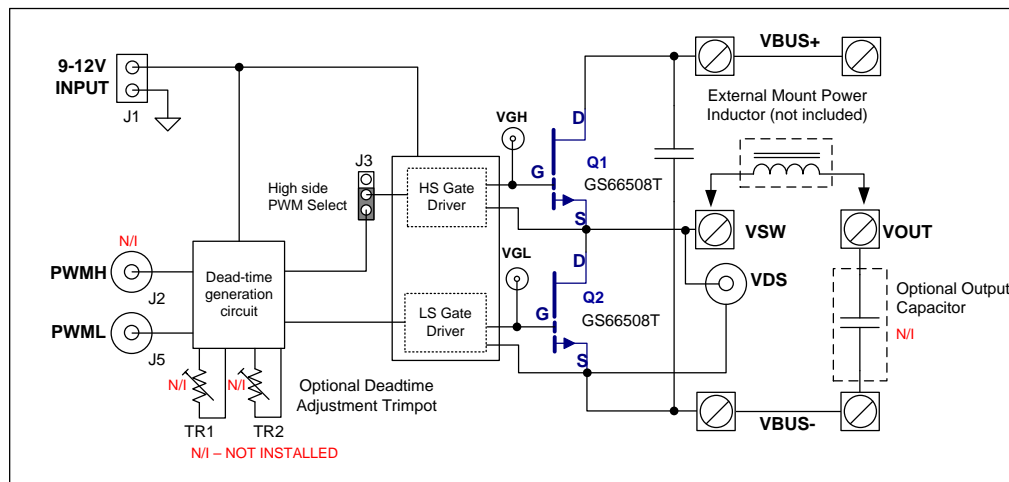 9-12V
INPUT
J1
VBUS+
External Mount Power
Inductor (not included)
VGH
D
Q1
G
GS66508T
S
J3
High side
PWM Select
HS Gate
Driver
VSW
VOUT
N/I
PWMH
J2
Dead-time
generation
circuit
VGL
D
VDS
Q2
G
GS66508T
S
Optional Output
Capacitor
N/I
PWML
J5
LS Gate
Driver
N/I
N/I
Optional Deadtime
Adjustment Trimpot
TR1
TR2
VBUS-
N/I – NOT INSTALLED